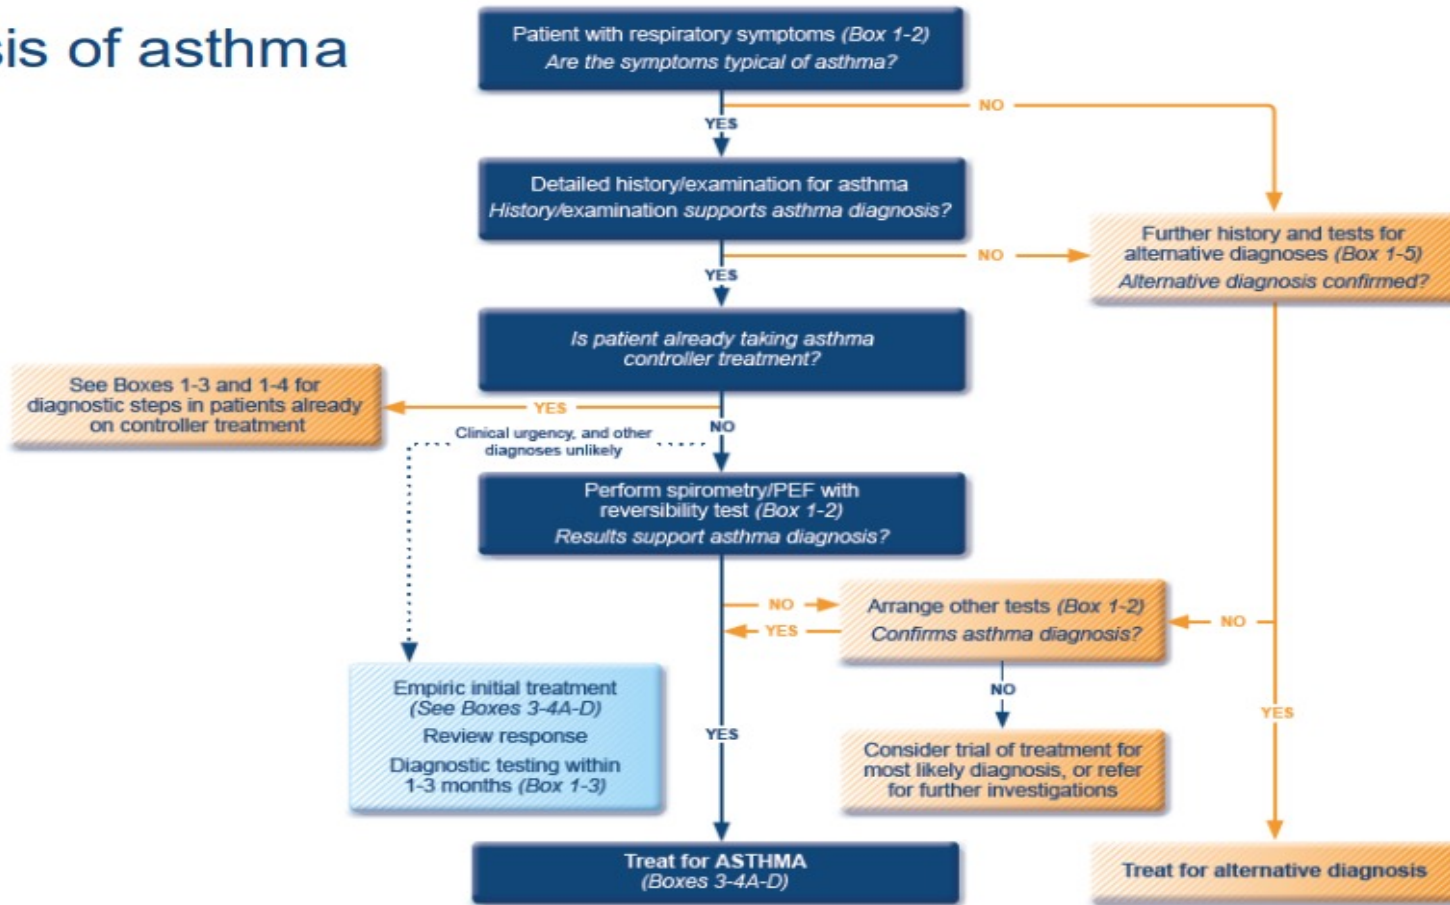 sis of asthma
Patient with respiratory symptoms (Box 1-2)
Are the symptoms typical of asthma?
NO
YES
Detailed history/examination for asthma
History/examination supports asthma diagnosis?
NO
YES
Further history and tests for
alternative diagnoses (Box 1-5)
Alternative diagnosis confirmed?
Is patient already taking asthma
controller treatment?
See Boxes 1-3 and 1-4 for
diagnostic steps in patients already
on controller treatment
YES
NO
Clinical urgency, and other
diagnoses unlikely
Perform spirometry/PEF with
reversibility test (Box 1-2)
Results support asthma diagnosis?
NO
YES
Arrange other tests (Box 1-2)
Confirms asthma diagnosis?
NO
NO
YES
YES
Empiric initial treatment
(See Boxes 3-4A-D)
Review response
Diagnostic testing within
1-3 months (Box 1-3)
Consider trial of treatment for
most likely diagnosis, or refer
for further investigations
Treat for ASTHMA
(Boxes 3-4A-D)
Treat for alternative diagnosis